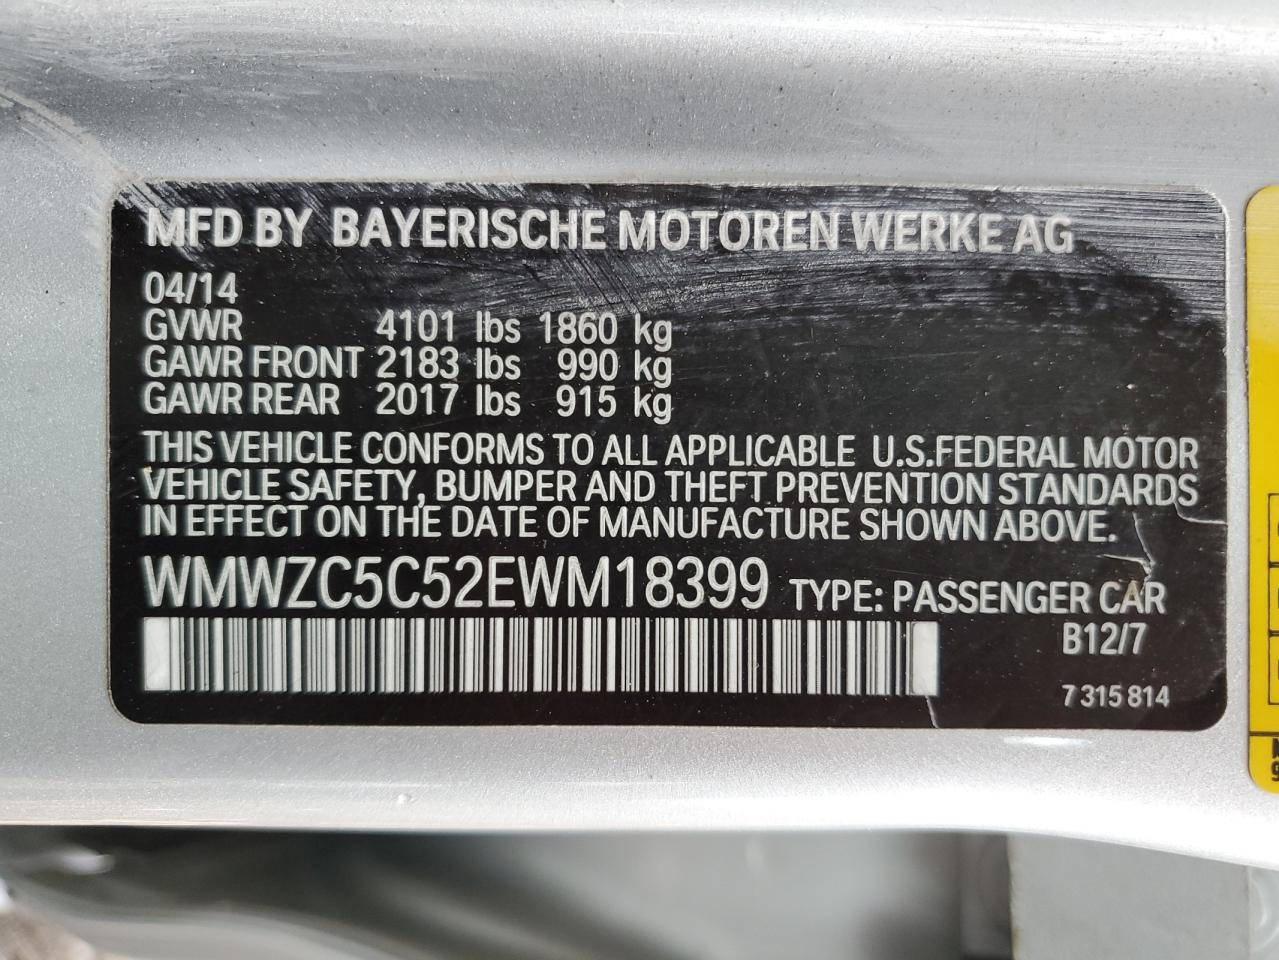 MFD BY BAYERISCHE MOTOREN WERKE AG
04/14
GVWR 4101 lbs 1860 kg
GAWR FRONT 2183 lbs 990 kg
GAWR REAR 2017 lbs 915 kg
THIS VEHICLE CONFORMS TO ALL APPLICABLE U.S.FEDERAL MOTOR
VEHICLE SAFETY, BUMPER AND THEFT PREVENTION STANDARDS
IN EFFECT ON THE DATE OF MANUFACTURE SHOWN ABOVE.
WMWZC5C52EWM18399 TYPE: PASSENGER CAR
B12/7
7 315 814